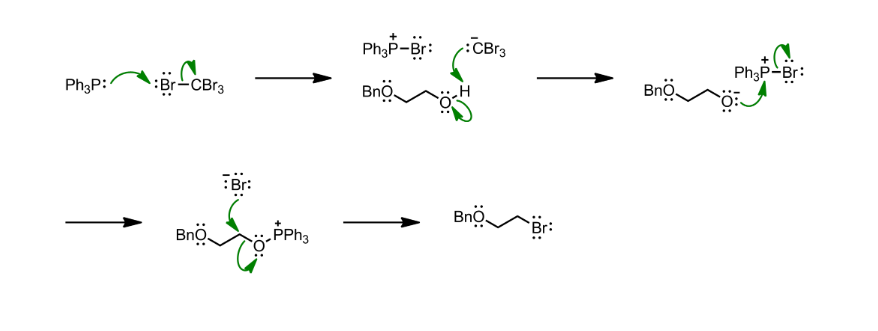 Ph3P: :Br—CBr3
Ph3P+—Br: :−CBr3
BnO O H
BnO O:− Ph3P+—Br:
−:Br:
BnO O PPh3+
BnO Br: